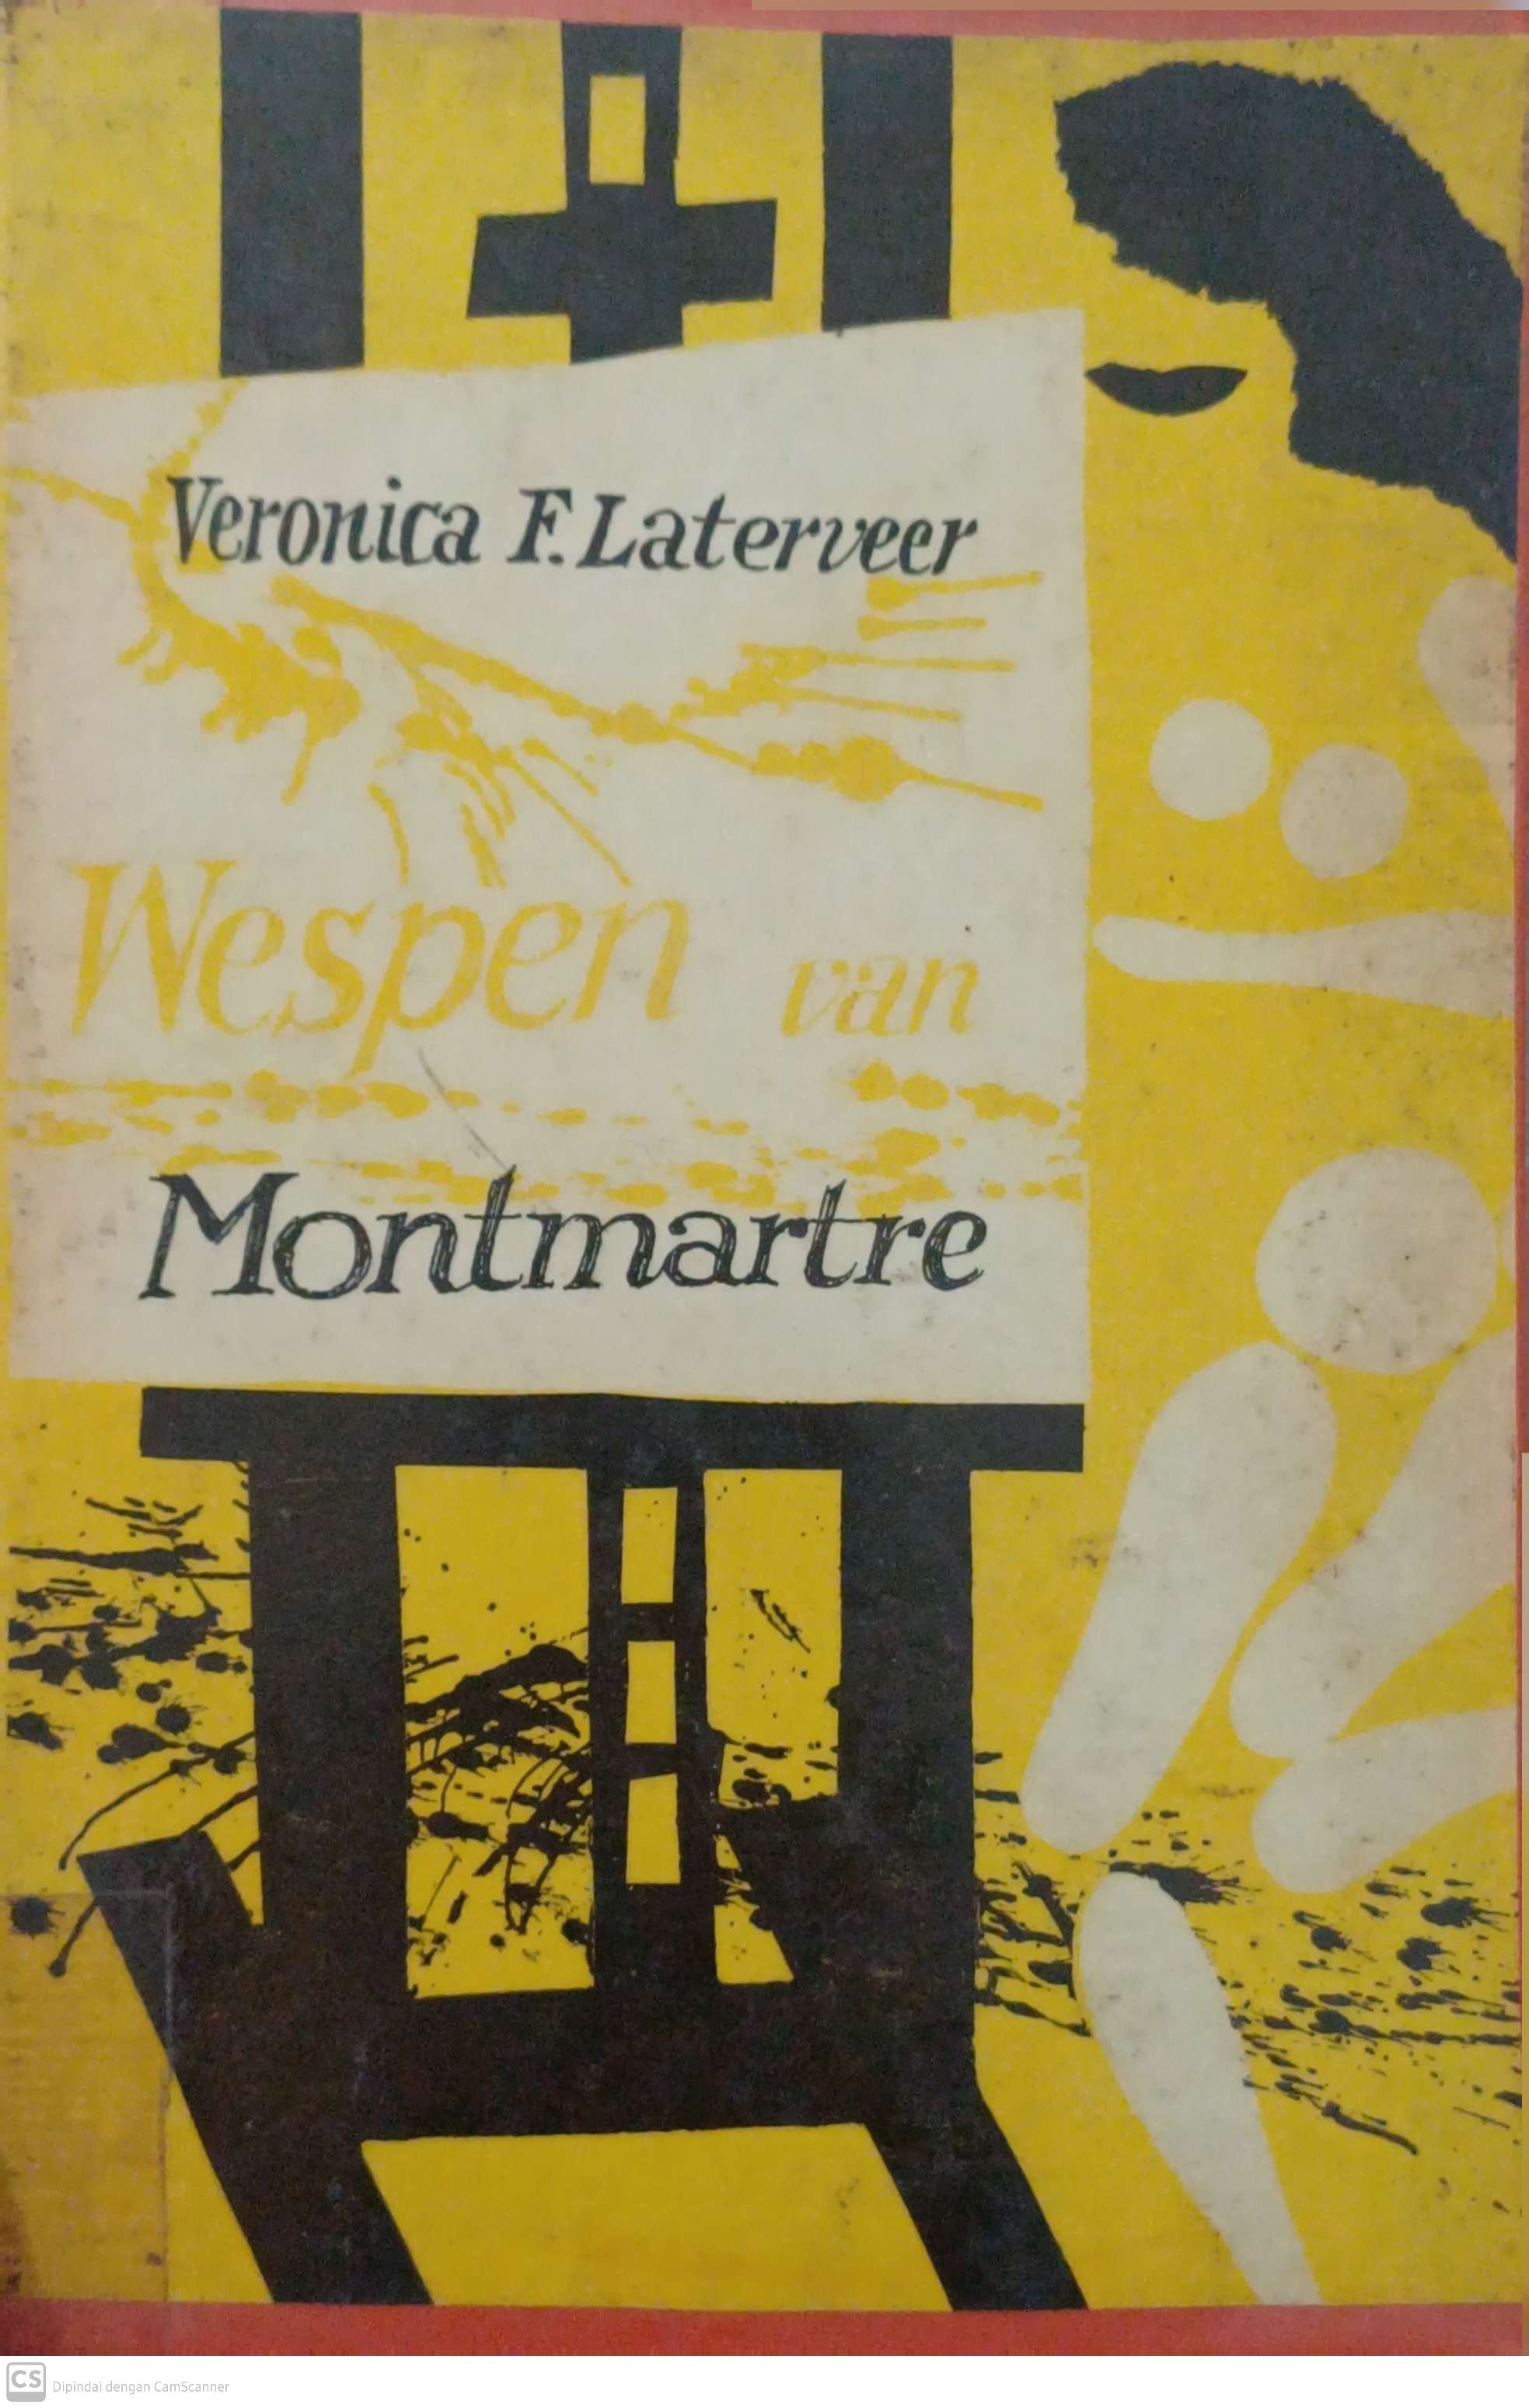 Veronica F. Laterveer
Wespen van
Montmartre
CS Dipindai dengan CamScanner